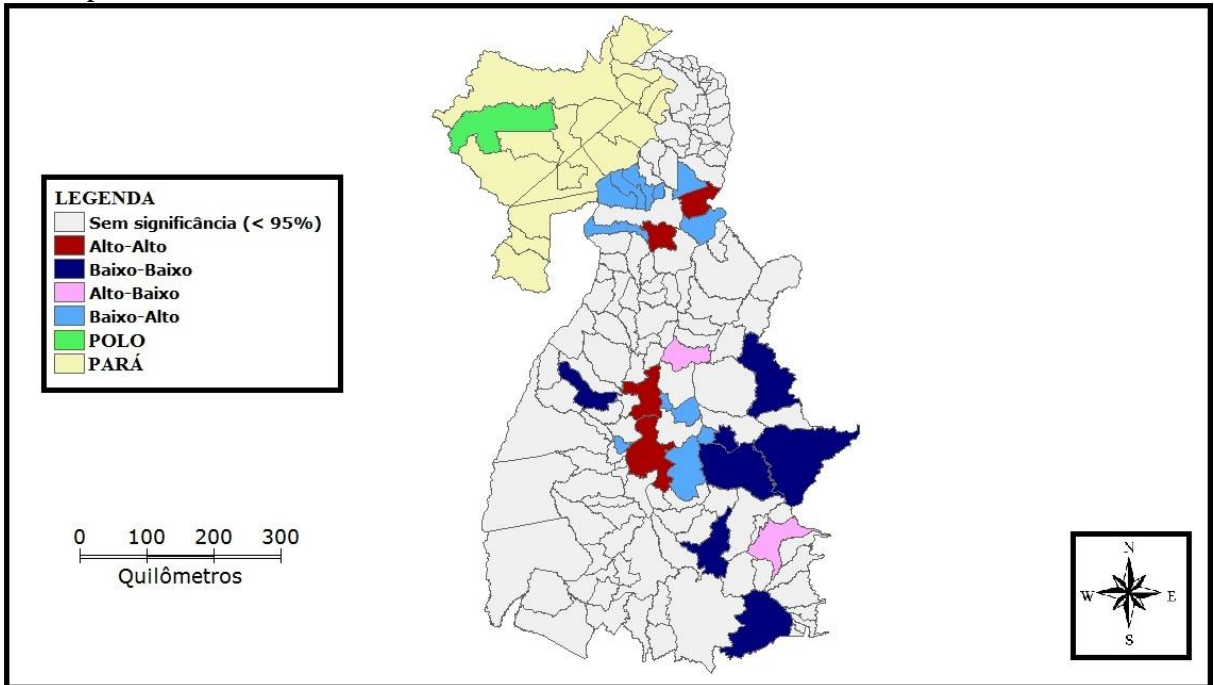 LEGENDA
Sem significância (< 95%)
Alto-Alto
Baixo-Baixo
Alto-Baixo
Baixo-Alto
POLO
PARÁ
0 100 200 300
Quilômetros
N
W E
S